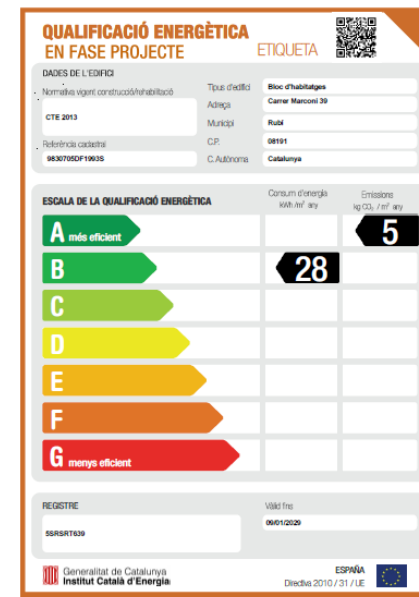 QUALIFICACIÓ ENERGÈTICA
EN FASE PROJECTE
ETIQUETA
DADES DE L'EDIFICI
Normativa vigent construcció/rehabilitació
CTE 2013
Referència cadastral
9830705DF1993S
Tipus d'edifici
Bloc d'habitatges
Adreça
Carrer Marconi 39
Municipi
Rubí
C.P.
08191
C. Autònoma
Catalunya
ESCALA DE LA QUALIFICACIÓ ENERGÈTICA
Consum d'energia
kWh /m² any
Emissions
kg CO₂ / m² any
A més eficient
5
B
28
C
D
E
F
G menys eficient
REGISTRE
5SRSRT639
Vàlid fins
09/01/2029
Generalitat de Catalunya
Institut Català d'Energia
ESPAÑA
Directiva 2010 / 31 / UE